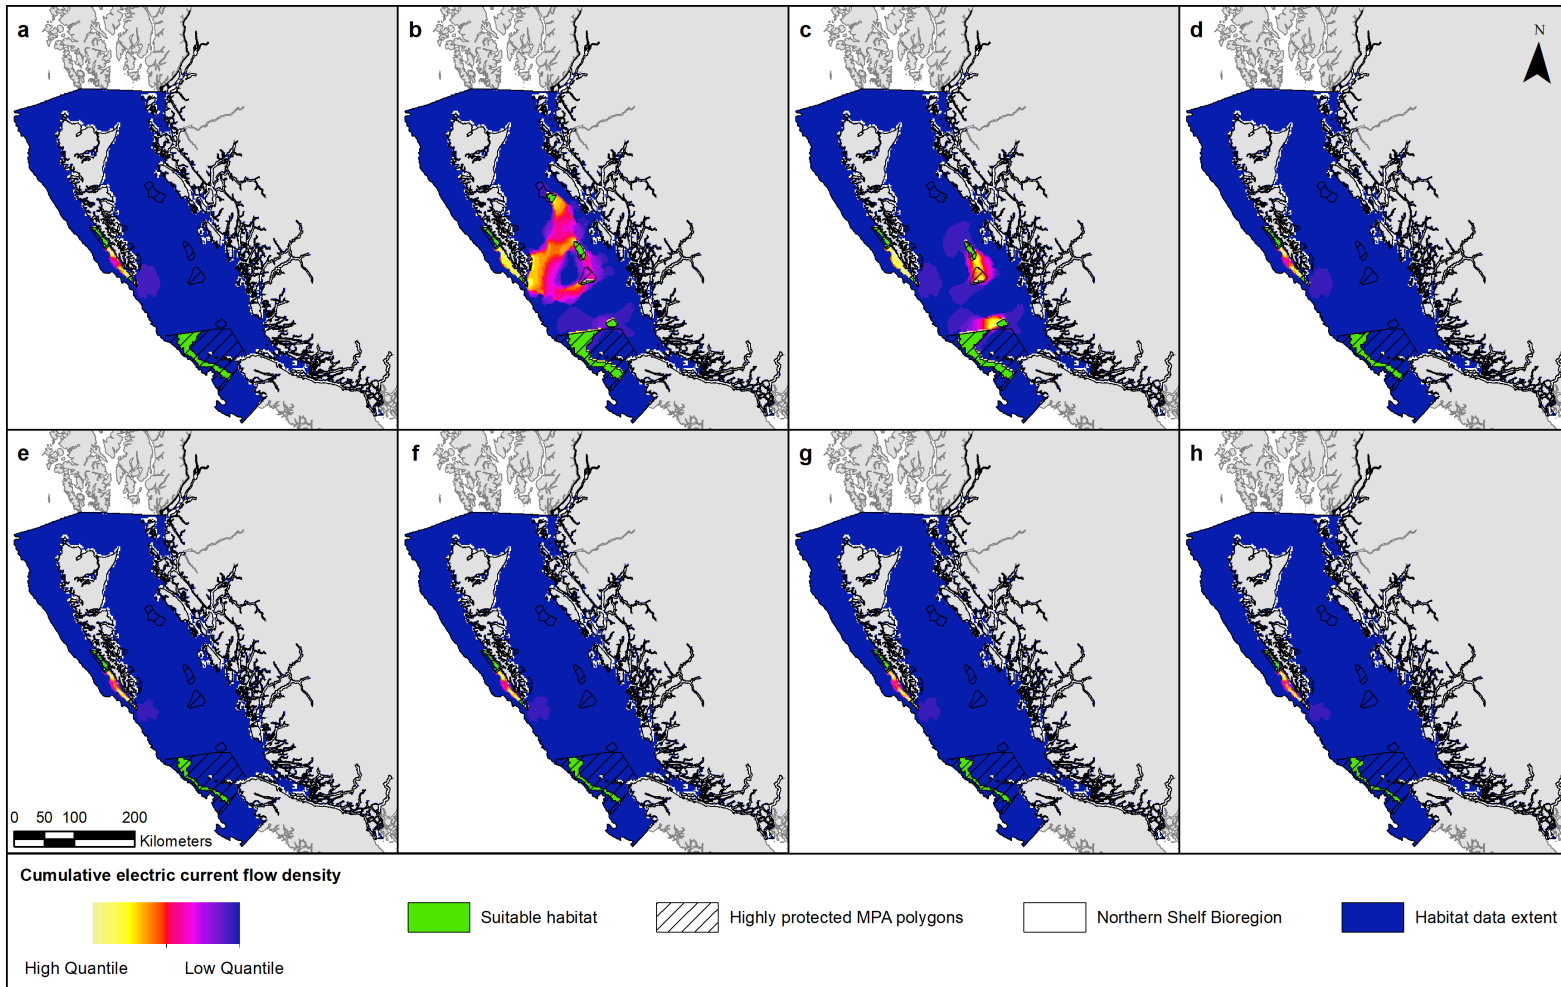 a
b
c
d
N
e
f
g
h
0 50 100 200
Kilometers
Cumulative electric current flow density
High Quantile Low Quantile
Suitable habitat
Highly protected MPA polygons
Northern Shelf Bioregion
Habitat data extent